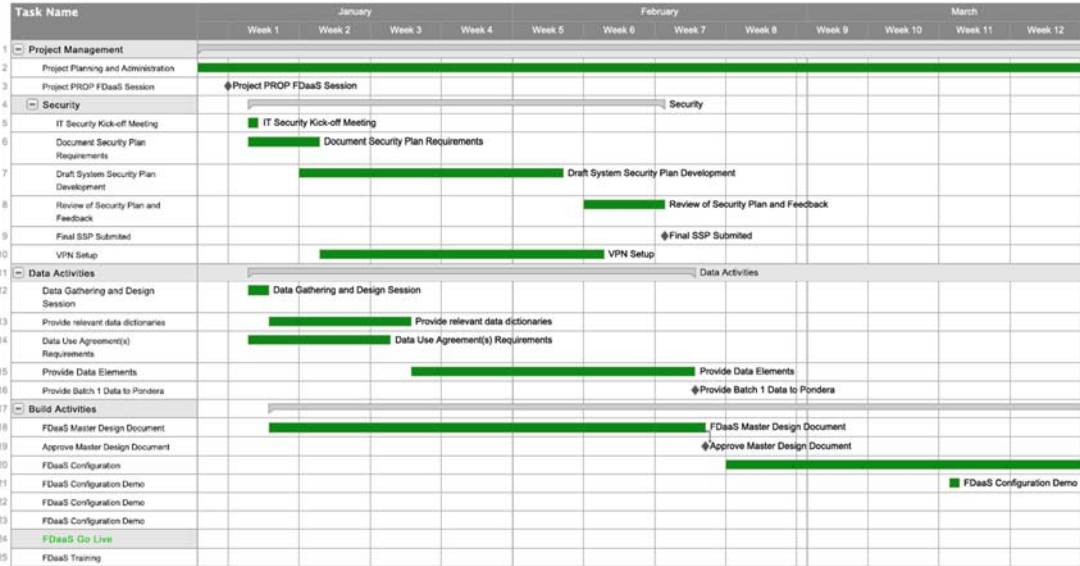 Task Name
January February March
Week 1 Week 2 Week 3 Week 4 Week 5 Week 6 Week 7 Week 8 Week 9 Week 10 Week 11 Week 12
1 Project Management
2 Project Planning and Administration
3 Project PROP FDaaS Session Project PROP FDaaS Session
4 Security Security
5 IT Security Kick-off Meeting IT Security Kick-off Meeting
6 Document Security Plan Document Security Plan Requirements
Requirements
7 Draft System Security Plan Draft System Security Plan Development
Development
8 Review of Security Plan and Review of Security Plan and Feedback
Feedback
9 Final SSP Submited Final SSP Submited
0 VPN Setup VPN Setup
1 Data Activities Data Activities
2 Data Gathering and Design Data Gathering and Design Session
Session
3 Provide relevant data dictionaries Provide relevant data dictionaries
4 Data Use Agreement(s) Data Use Agreement(s) Requirements
Requirements
5 Provide Data Elements Provide Data Elements
6 Provide Batch 1 Data to Pondera Provide Batch 1 Data to Pondera
7 Build Activities
8 FDaaS Master Design Document FDaaS Master Design Document
9 Approve Master Design Document Approve Master Design Document
20 FDaaS Configuration
21 FDaaS Configuration Demo FDaaS Configuration Demo
22 FDaaS Configuration Demo
23 FDaaS Configuration Demo
24 FDaaS Go Live
25 FDaaS Training